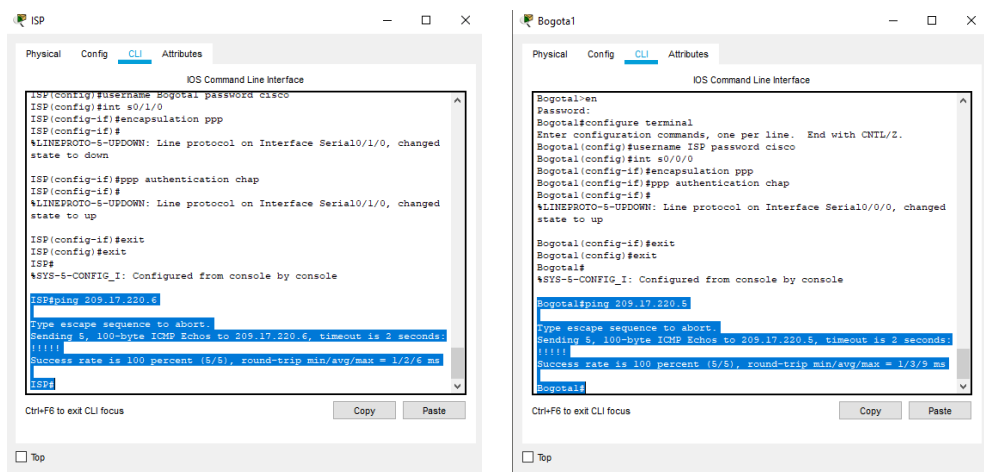 ISP
Physical Config CLI Attributes
IOS Command Line Interface
ISP(config)#username Bogota1 password cisco
ISP(config)#int s0/1/0
ISP(config-if)#encapsulation ppp
ISP(config-if)#
%LINEPROTO-5-UPDOWN: Line protocol on Interface Serial0/1/0, changed
state to down
ISP(config-if)#ppp authentication chap
ISP(config-if)#
%LINEPROTO-5-UPDOWN: Line protocol on Interface Serial0/1/0, changed
state to up
ISP(config-if)#exit
ISP(config)#exit
ISP#
%SYS-5-CONFIG_I: Configured from console by console
ISP#ping 209.17.220.6
Type escape sequence to abort.
Sending 5, 100-byte ICMP Echos to 209.17.220.6, timeout is 2 seconds:
!!!!!
Success rate is 100 percent (5/5), round-trip min/avg/max = 1/2/6 ms
ISP#
Ctrl+F6 to exit CLI focus
Copy Paste
Top
Bogota1
Physical Config CLI Attributes
IOS Command Line Interface
Bogota1>en
Password:
Bogota1#configure terminal
Enter configuration commands, one per line. End with CNTL/Z.
Bogota1(config)#username ISP password cisco
Bogota1(config)#int s0/0/0
Bogota1(config-if)#encapsulation ppp
Bogota1(config-if)#ppp authentication chap
Bogota1(config-if)#
%LINEPROTO-5-UPDOWN: Line protocol on Interface Serial0/0/0, changed
state to up
Bogota1(config-if)#exit
Bogota1(config)#exit
Bogota1#
%SYS-5-CONFIG_I: Configured from console by console
Bogota1#ping 209.17.220.5
Type escape sequence to abort.
Sending 5, 100-byte ICMP Echos to 209.17.220.5, timeout is 2 seconds:
!!!!!
Success rate is 100 percent (5/5), round-trip min/avg/max = 1/3/9 ms
Bogota1#
Ctrl+F6 to exit CLI focus
Copy Paste
Top